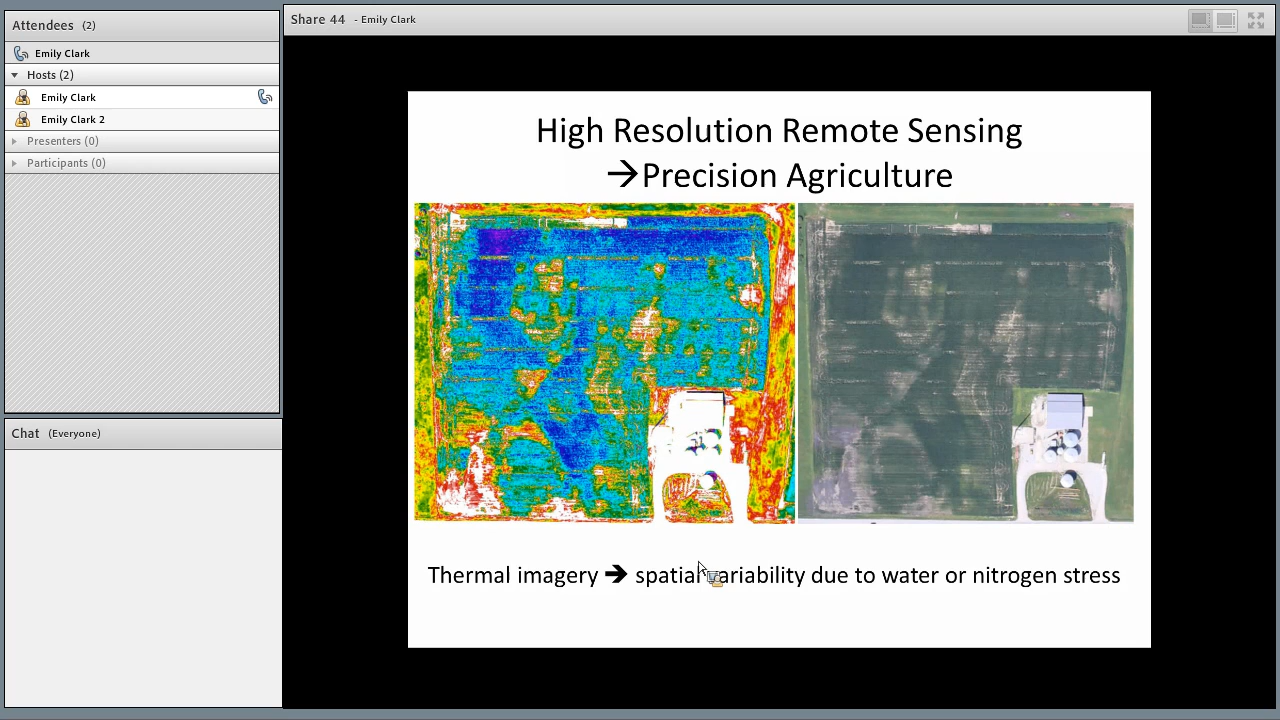 Attendees (2)
Emily Clark
Hosts (2)
Emily Clark
Emily Clark 2
Presenters (0)
Participants (0)
Chat (Everyone)
Share 44 - Emily Clark
High Resolution Remote Sensing
→Precision Agriculture
Thermal imagery → spatial variability due to water or nitrogen stress